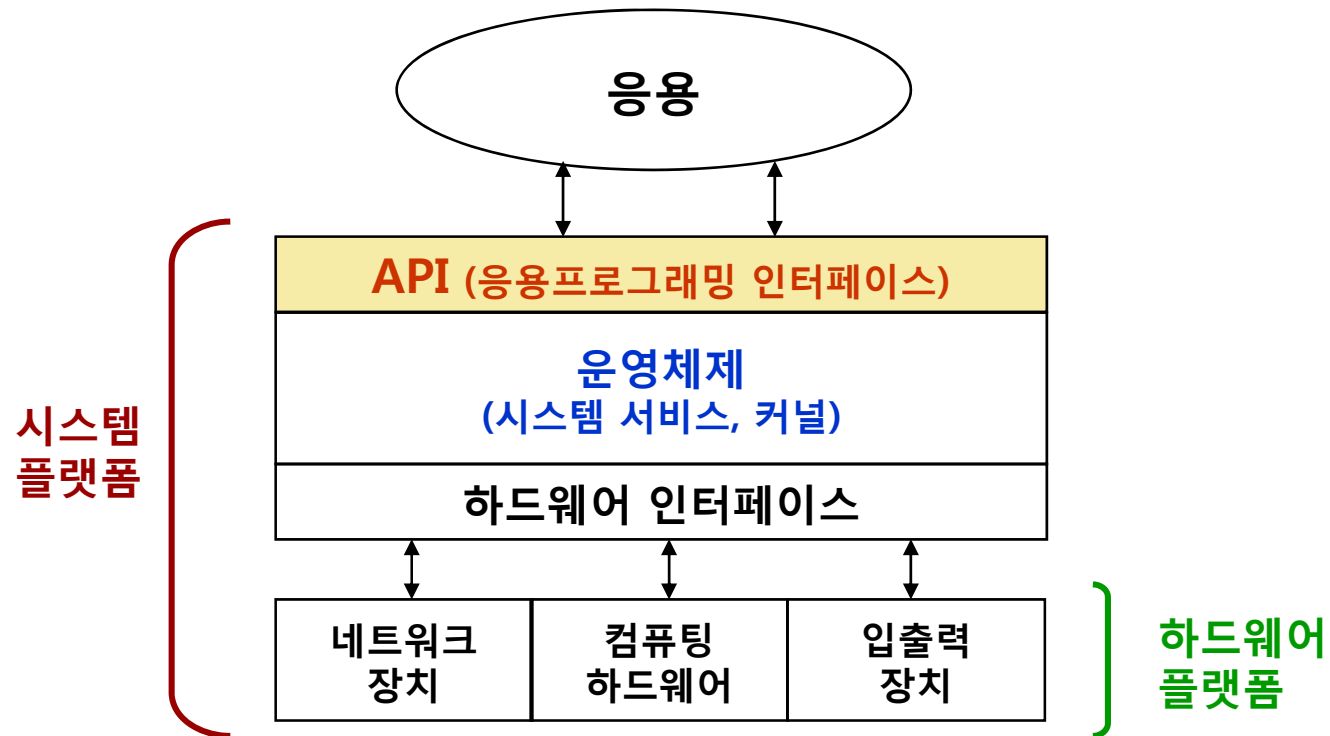 응용
API (응용프로그래밍 인터페이스)
운영체제
(시스템 서비스, 커널)
시스템
플랫폼
하드웨어 인터페이스
네트워크
장치
컴퓨팅
하드웨어
입출력
장치
하드웨어
플랫폼